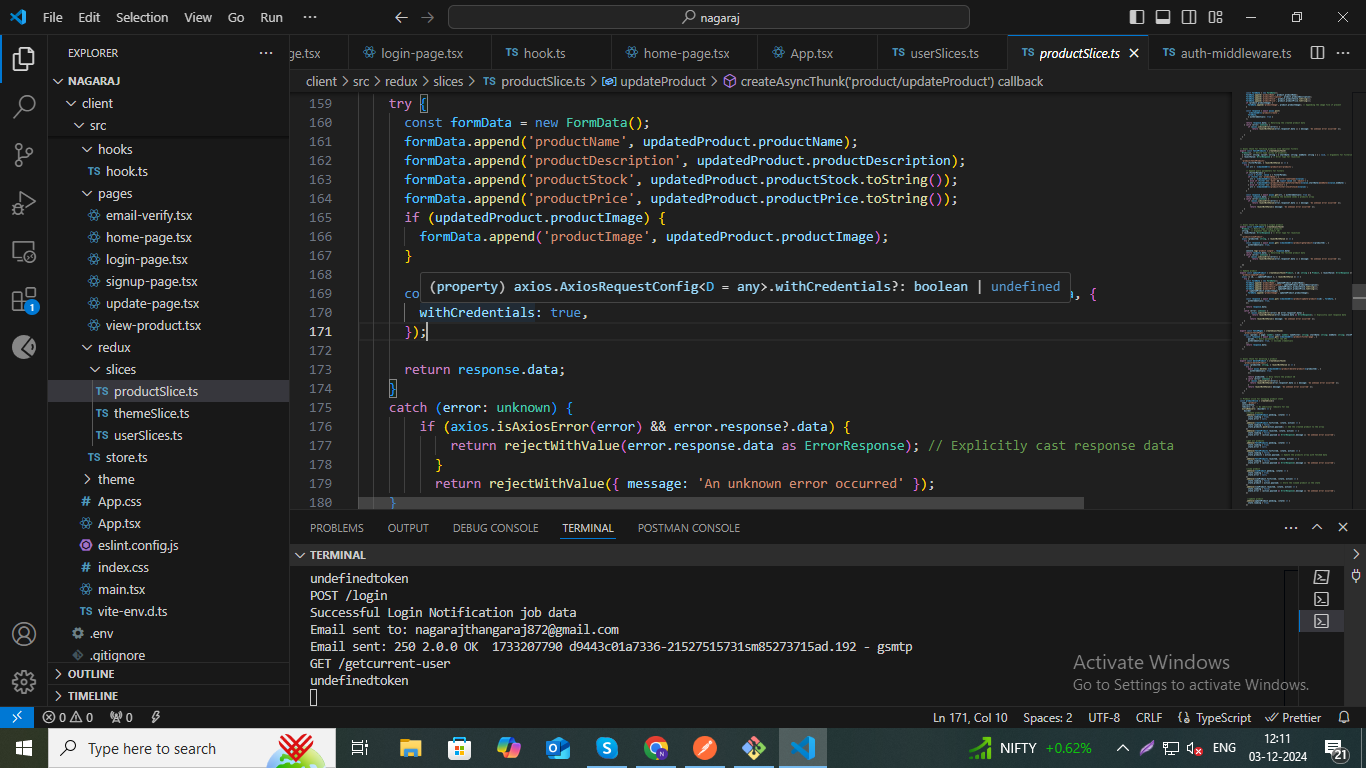 File Edit Selection View Go Run ···
nagaraj
EXPLORER
NAGARAJ
client
src
hooks
TS hook.ts
pages
email-verify.tsx
home-page.tsx
login-page.tsx
signup-page.tsx
update-page.tsx
view-product.tsx
redux
slices
TS productSlice.ts
TS themeSlice.ts
TS userSlices.ts
TS store.ts
theme
# App.css
App.tsx
eslint.config.js
# index.css
main.tsx
TS vite-env.d.ts
.env
.gitignore
OUTLINE
TIMELINE
1
ge.tsx login-page.tsx TS hook.ts home-page.tsx App.tsx TS userSlices.ts TS productSlice.ts TS auth-middleware.ts
client > src > redux > slices > TS productSlice.ts > updateProduct > createAsyncThunk('product/updateProduct') callback
159 try {
160 const formData = new FormData();
161 formData.append('productName', updatedProduct.productName);
162 formData.append('productDescription', updatedProduct.productDescription);
163 formData.append('productStock', updatedProduct.productStock.toString());
164 formData.append('productPrice', updatedProduct.productPrice.toString());
165 if (updatedProduct.productImage) {
166 formData.append('productImage', updatedProduct.productImage);
167 }
168
(property) axios.AxiosRequestConfig<D = any>.withCredentials?: boolean | undefined
169 co a, {
170 withCredentials: true,
171 });
172
173 return response.data;
174 }
175 catch (error: unknown) {
176 if (axios.isAxiosError(error) && error.response?.data) {
177 return rejectWithValue(error.response.data as ErrorResponse); // Explicitly cast response data
178 }
179 return rejectWithValue({ message: 'An unknown error occurred' });
180 }
PROBLEMS OUTPUT DEBUG CONSOLE TERMINAL POSTMAN CONSOLE
TERMINAL
undefinedtoken
POST /login
Successful Login Notification job data
Email sent to: nagarajthangaraj872@gmail.com
Email sent: 250 2.0.0 OK  1733207790 d9443c01a7336-21527515731sm85273715ad.192 - gsmtp
GET /getcurrent-user
undefinedtoken
Activate Windows
Go to Settings to activate Windows.
0 0 0 Ln 171, Col 10 Spaces: 2 UTF-8 CRLF {} TypeScript Prettier
Type here to search NIFTY +0.62% ENG 12:11
03-12-2024
21